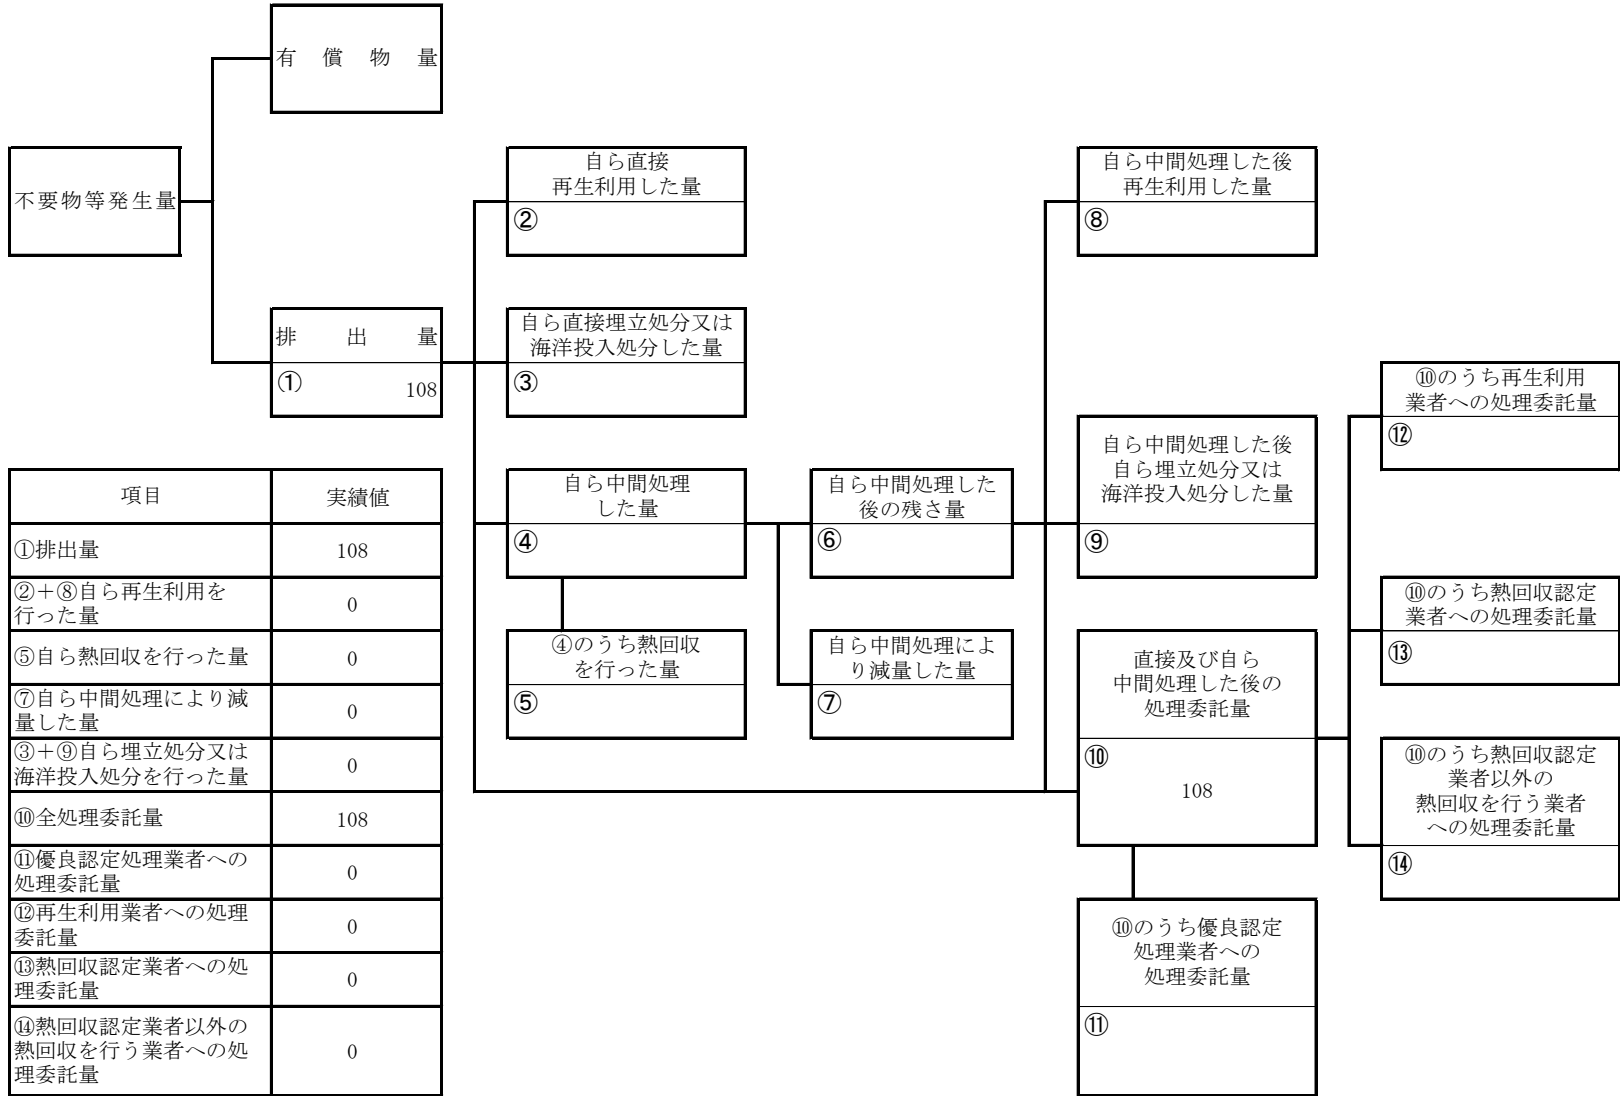 有償物量
不要物等発生量
排出量
① 108
自ら直接
再生利用した量
②
自ら直接埋立処分又は
海洋投入処分した量
③
自ら中間処理
した量
④
④のうち熱回収
を行った量
⑤
自ら中間処理した
後の残さ量
⑥
自ら中間処理によ
り減量した量
⑦
自ら中間処理した後
再生利用した量
⑧
自ら中間処理した後
自ら埋立処分又は
海洋投入処分した量
⑨
直接及び自ら
中間処理した後の
処理委託量
⑩
108
⑩のうち優良認定
処理業者への
処理委託量
⑪
⑩のうち再生利用
業者への処理委託量
⑫
⑩のうち熱回収認定
業者への処理委託量
⑬
⑩のうち熱回収認定
業者以外の
熱回収を行う業者
への処理委託量
⑭
項目 実績値
①排出量 108
②+⑧自ら再生利用を
行った量 0
⑤自ら熱回収を行った量 0
⑦自ら中間処理により減
量した量 0
③+⑨自ら埋立処分又は
海洋投入処分を行った量 0
⑩全処理委託量 108
⑪優良認定処理業者への
処理委託量 0
⑫再生利用業者への処理
委託量 0
⑬熱回収認定業者への処
理委託量 0
⑭熱回収認定業者以外の
熱回収を行う業者への処
理委託量 0